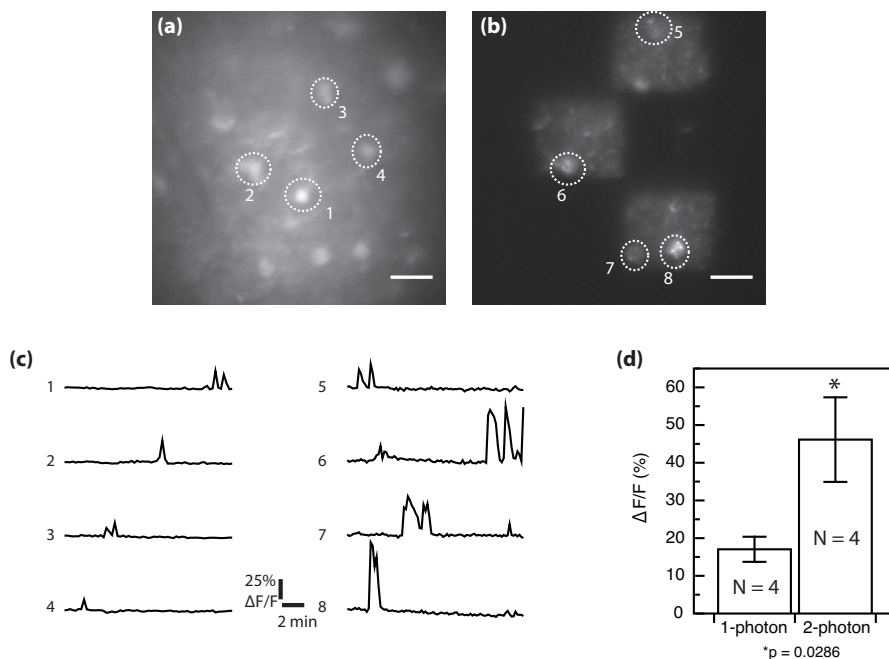 (a)
3
4
2
1
(b)
5
6
7
8
(c)
1
2
3
4
25%
ΔF/F
2 min
5
6
7
8
(d)
ΔF/F (%)
60
50
40
30
20
10
0
*
N = 4
N = 4
1-photon 2-photon
*p = 0.0286